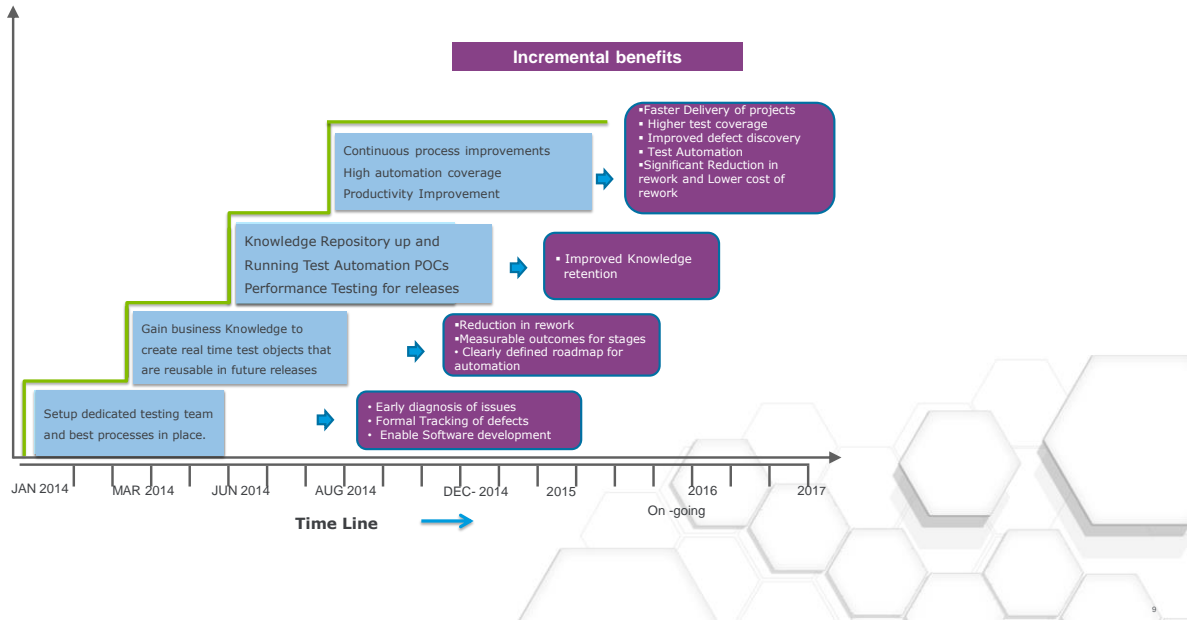 Incremental benefits
▪Faster Delivery of projects
▪ Higher test coverage
▪ Improved defect discovery
▪ Test Automation
▪Significant Reduction in
rework and Lower cost of
rework
Continuous process improvements
High automation coverage
Productivity Improvement
Knowledge Repository up and
Running Test Automation POCs
Performance Testing for releases
▪ Improved Knowledge
retention
Gain business Knowledge to
create real time test objects that
are reusable in future releases
▪Reduction in rework
▪Measurable outcomes for stages
▪ Clearly defined roadmap for
automation
Setup dedicated testing team
and best processes in place.
• Early diagnosis of issues
• Formal Tracking of defects
• Enable Software development
JAN 2014 MAR 2014 JUN 2014 AUG 2014 DEC- 2014 2015 2016 2017
On -going
Time Line
9